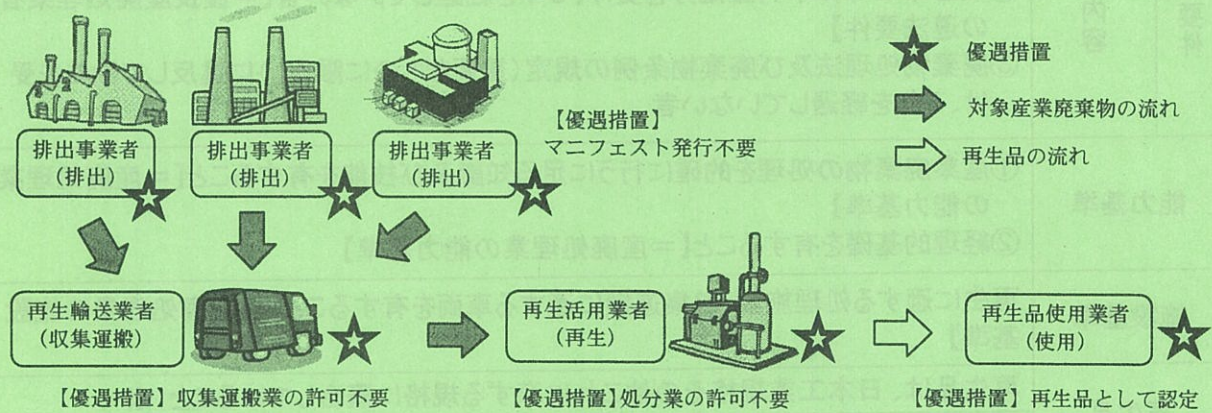 優遇措置
対象産業廃棄物の流れ
再生品の流れ
排出事業者
(排出)
排出事業者
(排出)
排出事業者
(排出)
【優遇措置】
マニフェスト発行不要
再生輸送業者
(収集運搬)
再生活用業者
(再生)
再生品使用業者
(使用)
【優遇措置】収集運搬業の許可不要
【優遇措置】処分業の許可不要
【優遇措置】再生品として認定